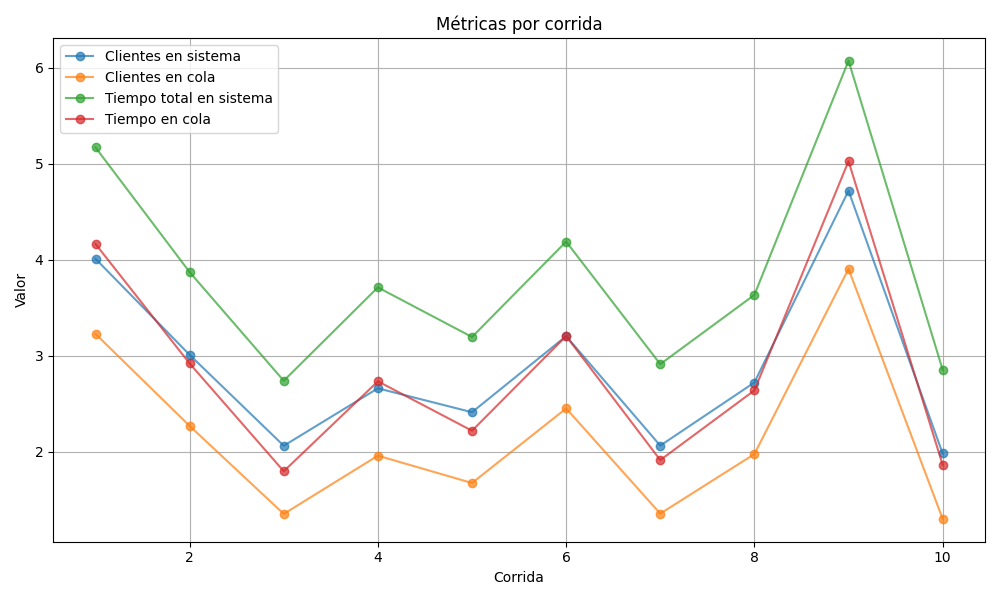 Métricas por corrida
Clientes en sistema
Clientes en cola
Tiempo total en sistema
Tiempo en cola
6
5
4
3
2
Valor
2 4 6 8 10
Corrida